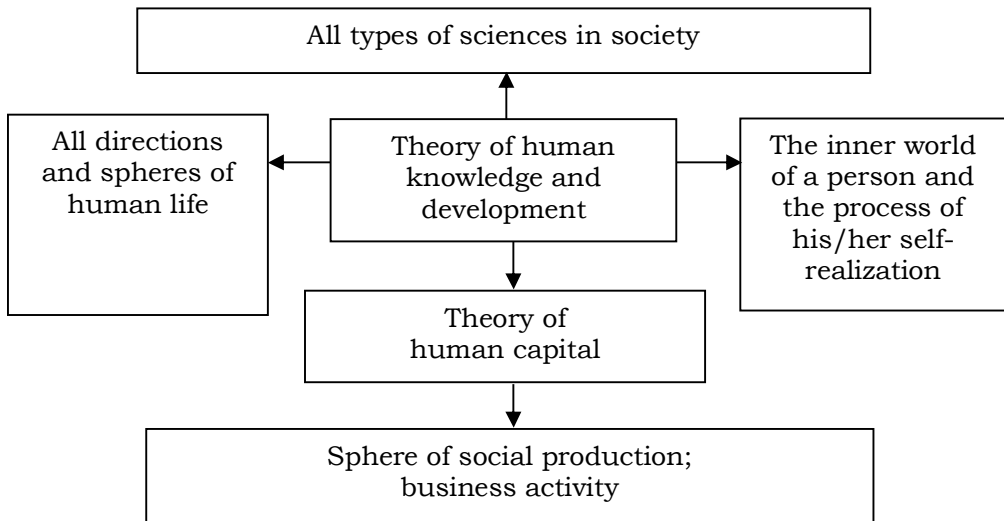 All types of sciences in society
All directions
and spheres of
human life
Theory of human
knowledge and
development
The inner world
of a person and
the process of
his/her self-
realization
Theory of
human capital
Sphere of social production;
business activity